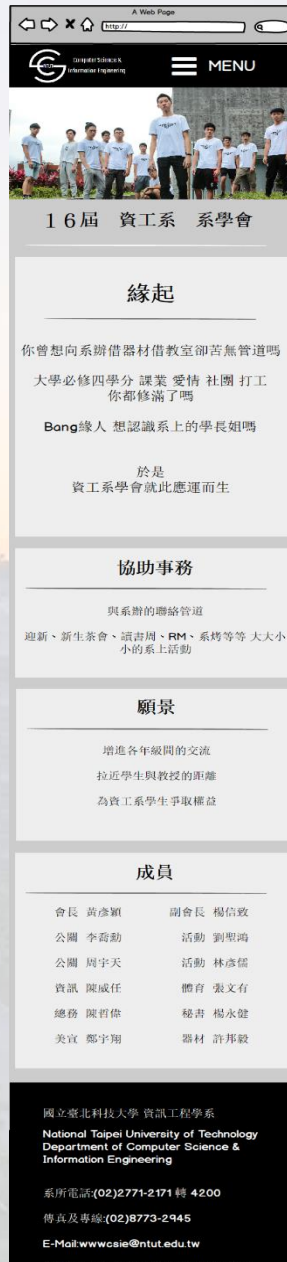 A Web Page
http://
Computer Science &
Information Engineering
MENU
16屆 資工系 系學會
緣起
你曾想向系辦借器材借教室卻苦無管道嗎
大學必修四學分 課業 愛情 社團 打工
你都修滿了嗎
Bang緣人 想認識系上的學長姐嗎
於是
資工系學會就此應運而生
協助事務
與系辦的聯絡管道
迎新、新生茶會、讀書周、RM、系烤等等 大大小
小的系上活動
願景
增進各年級間的交流
拉近學生與教授的距離
為資工系學生爭取權益
成員
會長 黃彥穎 副會長 楊信致
公關 李喬勳 活動 劉聖鴻
公關 周宇天 活動 林彥儒
資訊 陳威任 體育 張文有
總務 陳哲偉 秘書 楊永健
美宣 鄭宇翔 器材 許邦毅
國立臺北科技大學 資訊工程學系
National Taipei University of Technology
Department of Computer Science &
Information Engineering
系所電話:(02)2771-2171 轉 4200
傳真及專線:(02)8773-2945
E-Mail:wwwcsie@ntut.edu.tw